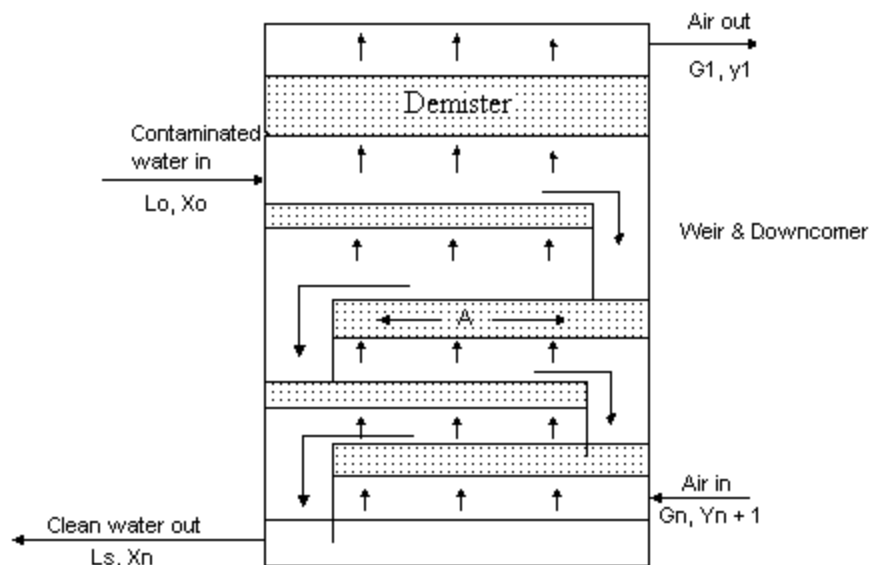 Air out
G1, y1
Demister
Contaminated
water in
Lo, Xo
Weir & Downcomer
A
Air in
Gn, Yn + 1
Clean water out
Ls, Xn